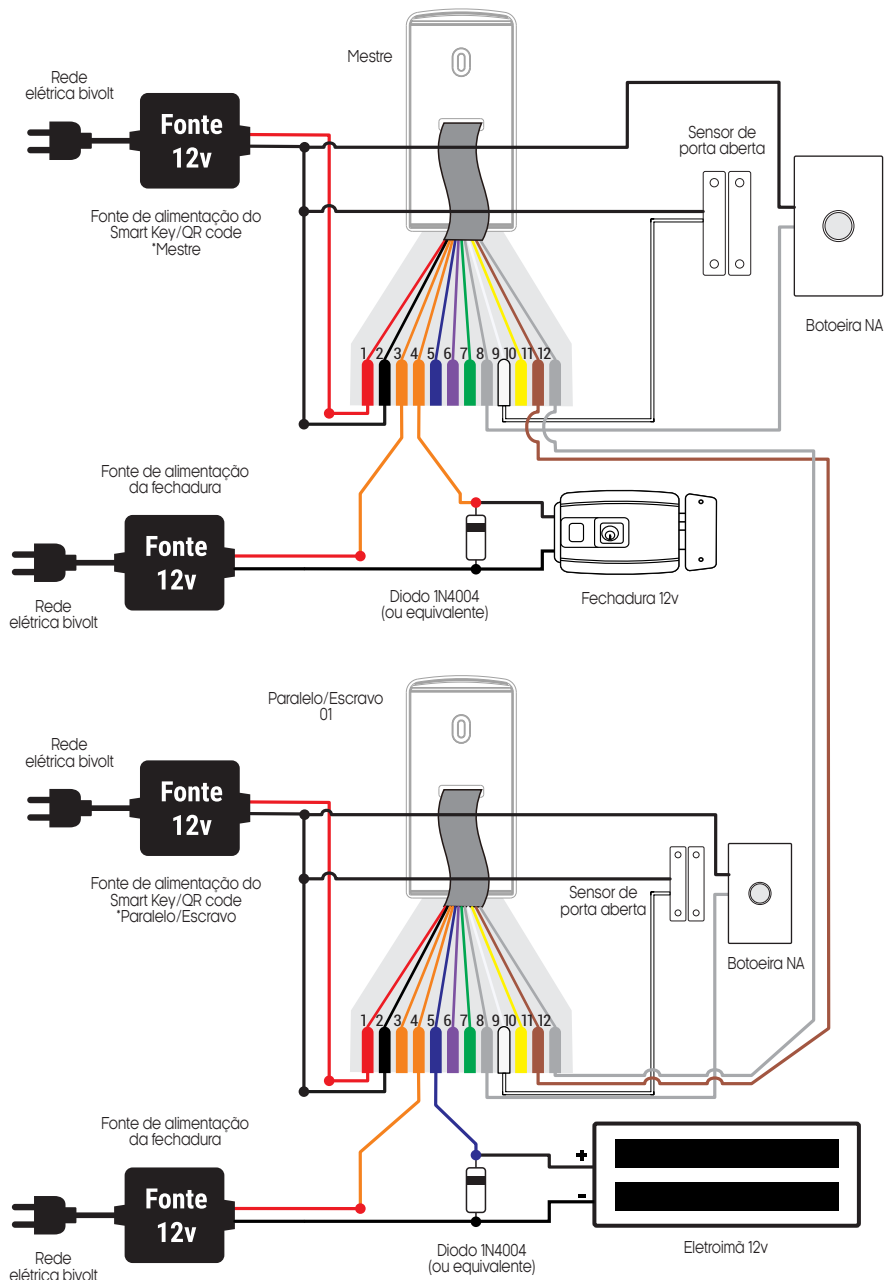 Mestre
Rede
elétrica bivolt
Fonte
12v
Sensor de
porta aberta
Fonte de alimentação do
Smart Key/QR code
*Mestre
Botoeira NA
1 2 3 4 5 6 7 8 9 10 11 12
Fonte de alimentação
da fechadura
Fonte
12v
Rede
elétrica bivolt
Diodo 1N4004
(ou equivalente)
Fechadura 12v
Paralelo/Escravo
01
Rede
elétrica bivolt
Fonte
12v
Fonte de alimentação do
Smart Key/QR code
*Paralelo/Escravo
Sensor de
porta aberta
Botoeira NA
1 2 3 4 5 6 7 8 9 10 11 12
Fonte de alimentação
da fechadura
+
-
Fonte
12v
Rede
elétrica bivolt
Diodo 1N4004
(ou equivalente)
Eletroimã 12v